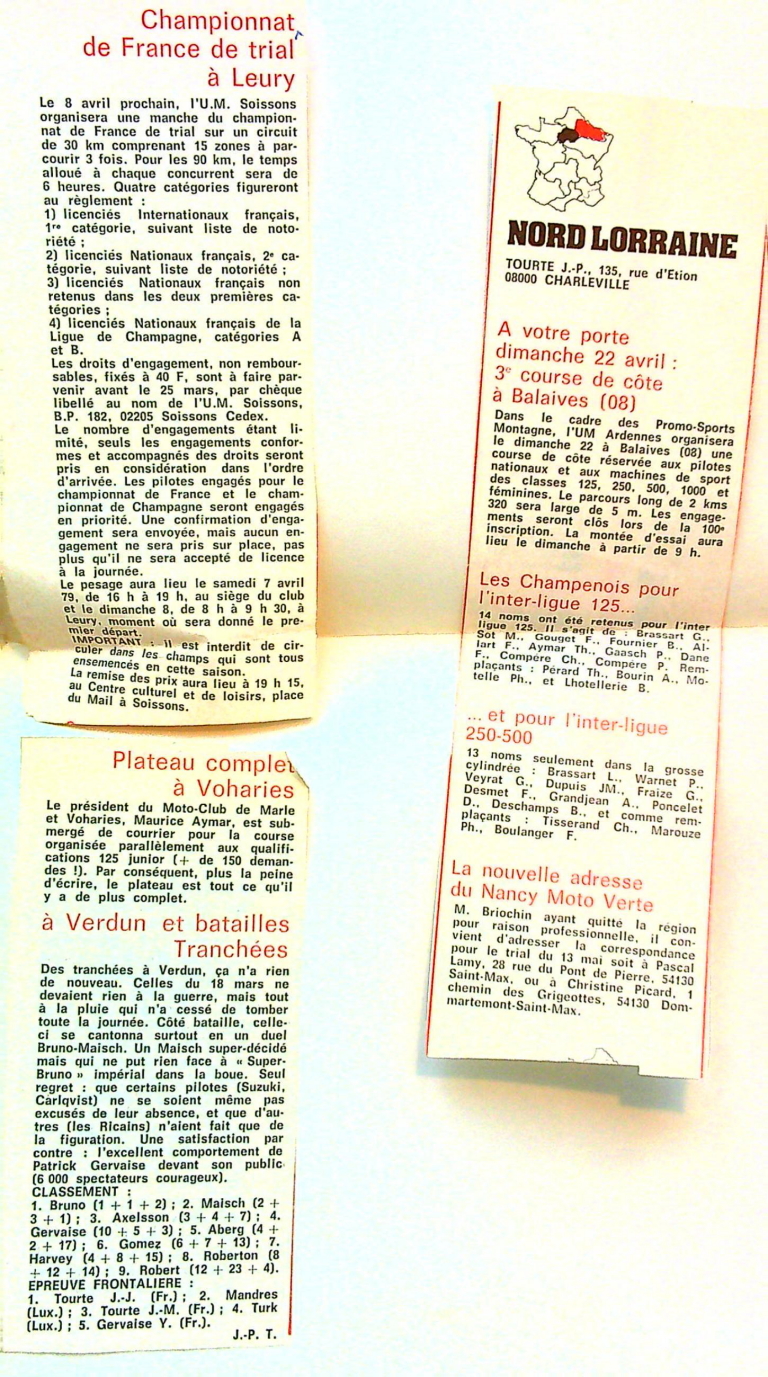 Championnat
de France de trial
à Leury
Le 8 avril prochain, l'U.M. Soissons
organisera une manche du champion-
nat de France de trial sur un circuit
de 30 km comprenant 15 zones à par-
courir 3 fois. Pour les 90 km, le temps
alloué à chaque concurrent sera de
6 heures. Quatre catégories figureront
au règlement :
1) licenciés Internationaux français,
1re catégorie, suivant liste de noto-
riété ;
2) licenciés Nationaux français, 2e ca-
tégorie, suivant liste de notoriété ;
3) licenciés Nationaux français non
retenus dans les deux premières ca-
tégories ;
4) licenciés Nationaux français de la
Ligue de Champagne, catégories A
et B.
Les droits d'engagement, non rembour-
sables, fixés à 40 F, sont à faire par-
venir avant le 25 mars, par chèque
libellé au nom de l'U.M. Soissons,
B.P. 182, 02205 Soissons Cedex.
Le nombre d'engagements étant li-
mité, seuls les engagements confor-
mes et accompagnés des droits seront
pris en considération dans l'ordre
d'arrivée. Les pilotes engagés pour le
championnat de France et le cham-
pionnat de Champagne seront engagés
en priorité. Une confirmation d'enga-
gement sera envoyée, mais aucun en-
gagement ne sera pris sur place, pas
plus qu'il ne sera accepté de licence
à la journée.
Le pesage aura lieu le samedi 7 avril
79, de 16 h à 19 h, au siège du club
et le dimanche 8, de 8 h à 9 h 30, à
Leury, moment où sera donné le pre-
mier départ.
IMPORTANT : il est interdit de cir-
culer dans les champs qui sont tous
ensemencés en cette saison.
La remise des prix aura lieu à 19 h 15,
au Centre culturel et de loisirs, place
du Mail à Soissons.
Plateau complet
à Voharies
Le président du Moto-Club de Marle
et Voharies, Maurice Aymar, est sub-
mergé de courrier pour la course
organisée parallèlement aux qualifi-
cations 125 junior (+ de 150 deman-
des !). Par conséquent, plus la peine
d'écrire, le plateau est tout ce qu'il
y a de plus complet.
à Verdun et batailles
Tranchées
Des tranchées à Verdun, ça n'a rien
de nouveau. Celles du 18 mars ne
devaient rien à la guerre, mais tout
à la pluie qui n'a cessé de tomber
toute la journée. Côté bataille, celle-
ci se cantonna surtout en un duel
Bruno-Maisch. Un Maisch super-décidé
mais qui ne put rien face à « Super-
Bruno » impérial dans la boue. Seul
regret : que certains pilotes (Suzuki,
Carlqvist) ne se soient même pas
excusés de leur absence, et que d'au-
tres (les Ricains) n'aient fait que de
la figuration. Une satisfaction par
contre : l'excellent comportement de
Patrick Gervaise devant son public
(6 000 spectateurs courageux).
CLASSEMENT :
1. Bruno (1 + 1 + 2) ; 2. Maisch (2 +
3 + 1) ; 3. Axelsson (3 + 4 + 7) ; 4.
Gervaise (10 + 5 + 3) ; 5. Aberg (4 +
2 + 17) ; 6. Gomez (6 + 7 + 13) ; 7.
Harvey (4 + 8 + 15) ; 8. Roberton (8
+ 12 + 14) ; 9. Robert (12 + 23 + 4).
EPREUVE FRONTALIERE :
1. Tourte J.-J. (Fr.) ; 2. Mandres
(Lux.) ; 3. Tourte J.-M. (Fr.) ; 4. Turk
(Lux.) ; 5. Gervaise Y. (Fr.).
J.-P. T.
NORD LORRAINE
TOURTE J.-P., 135, rue d'Etion
08000 CHARLEVILLE
A votre porte
dimanche 22 avril :
3e course de côte
à Balaives (08)
Dans le cadre des Promo-Sports
Montagne, l'UM Ardennes organisera
le dimanche 22 à Balaives (08) une
course de côte réservée aux pilotes
nationaux et aux machines de sport
des classes 125, 250, 500, 1000 et
féminines. Le parcours long de 2 kms
320 sera large de 5 m. Les engage-
ments seront clôs lors de la 100e
inscription. La montée d'essai aura
lieu le dimanche à partir de 9 h.
Les Champenois pour
l'inter-ligue 125...
14 noms ont été retenus pour l'inter
ligue 125. Il s'agit de : Brassart G.,
Sot M., Gouget F., Fournier B., Al-
lart F., Aymar Th., Gaasch P., Dane
F., Compère Ch., Compère P. Rem-
plaçants : Pérard Th., Bourin A., Mo-
telle Ph., et Lhotellerie B.
... et pour l'inter-ligue
250-500
13 noms seulement dans la grosse
cylindrée : Brassart L., Warnet P.,
Veyrat G., Dupuis JM., Fraize G.,
Desmet F., Grandjean A., Poncelet
D., Deschamps B., et comme rem-
plaçants : Tisserand Ch., Marouze
Ph., Boulanger F.
La nouvelle adresse
du Nancy Moto Verte
M. Briochin ayant quitté la région
pour raison professionnelle, il con-
vient d'adresser la correspondance
pour le trial du 13 mai soit à Pascal
Lamy, 28 rue du Pont de Pierre, 54130
Saint-Max, ou à Christine Picard, 1
chemin des Grigeottes, 54130 Dom-
martemont-Saint-Max.